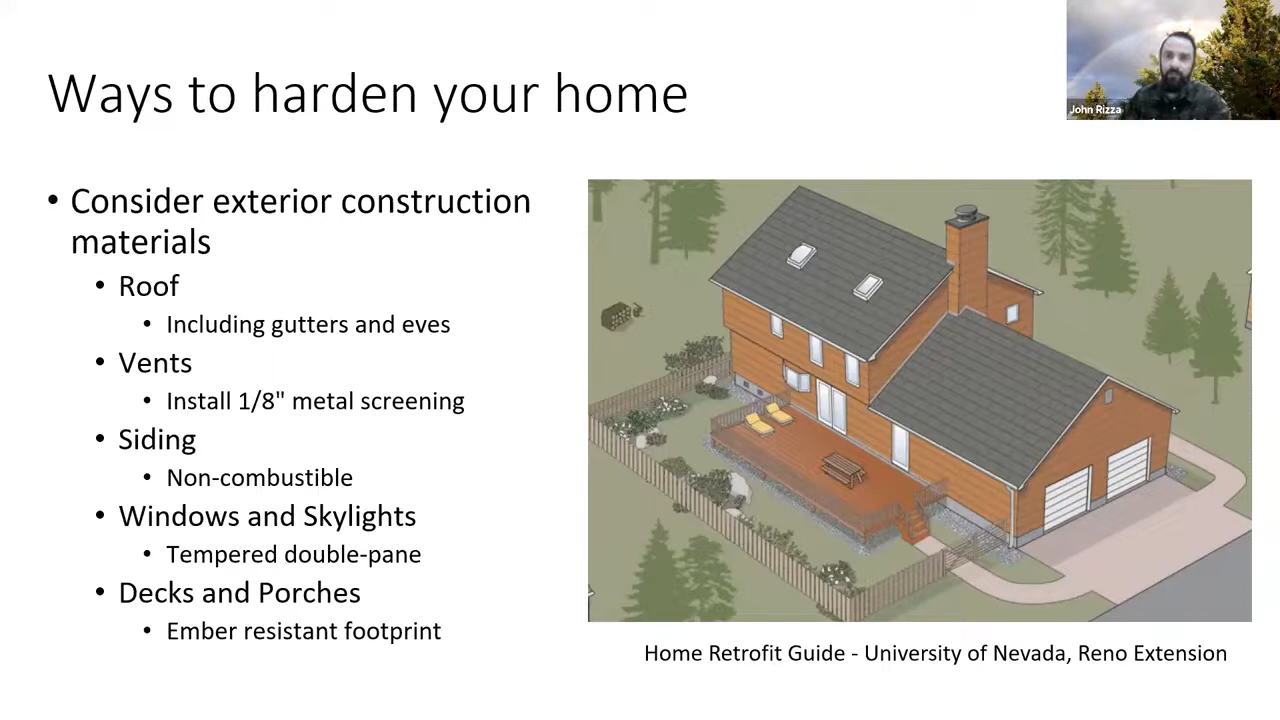 Ways to harden your home
John Rizza
• Consider exterior construction
materials
• Roof
• Including gutters and eves
• Vents
• Install 1/8" metal screening
• Siding
• Non-combustible
• Windows and Skylights
• Tempered double-pane
• Decks and Porches
• Ember resistant footprint
Home Retrofit Guide - University of Nevada, Reno Extension